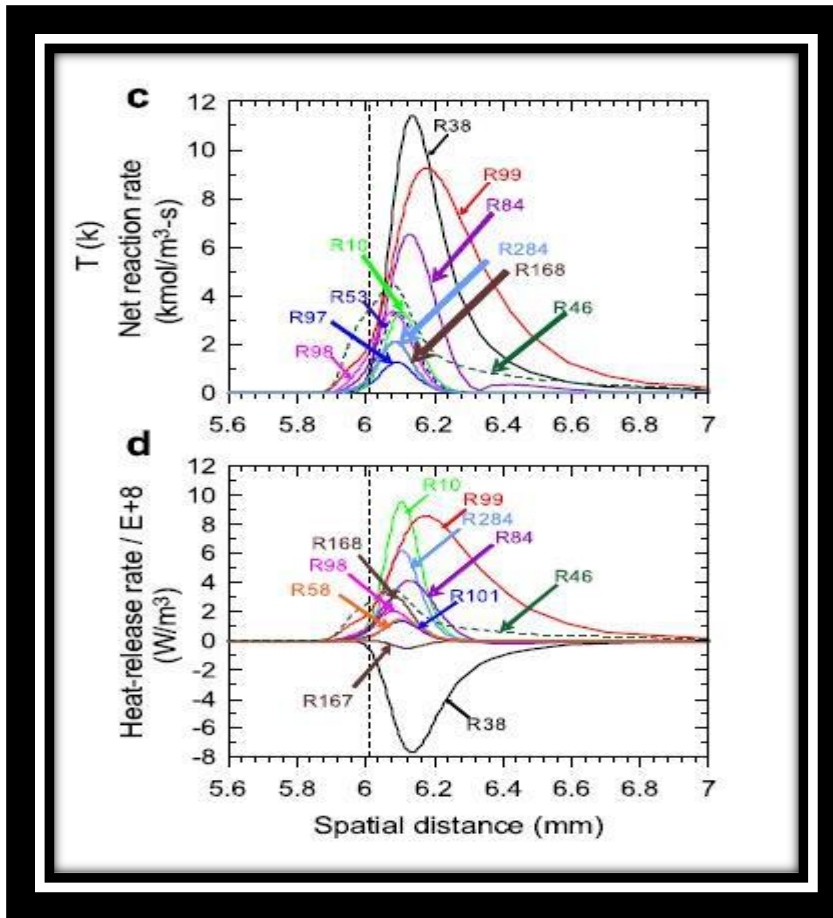 c
T (k)
Net reaction rate
(kmol/m³-s)
12
10
8
6
4
2
0
R38
R99
R84
R10
R284
R168
R53
R97
R46
R98
5.6 5.8 6 6.2 6.4 6.6 6.8 7
d
Heat-release rate / E+8
(W/m³)
12
10
8
6
4
2
0
-2
-4
-6
-8
R10
R99
R284
R168
R84
R98
R58
R101
R46
R167
R38
5.6 5.8 6 6.2 6.4 6.6 6.8 7
Spatial distance (mm)